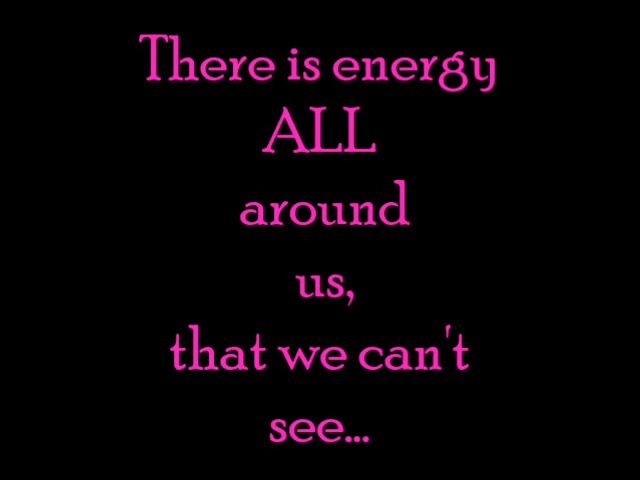 There is energy
ALL
around
us,
that we can't
see...